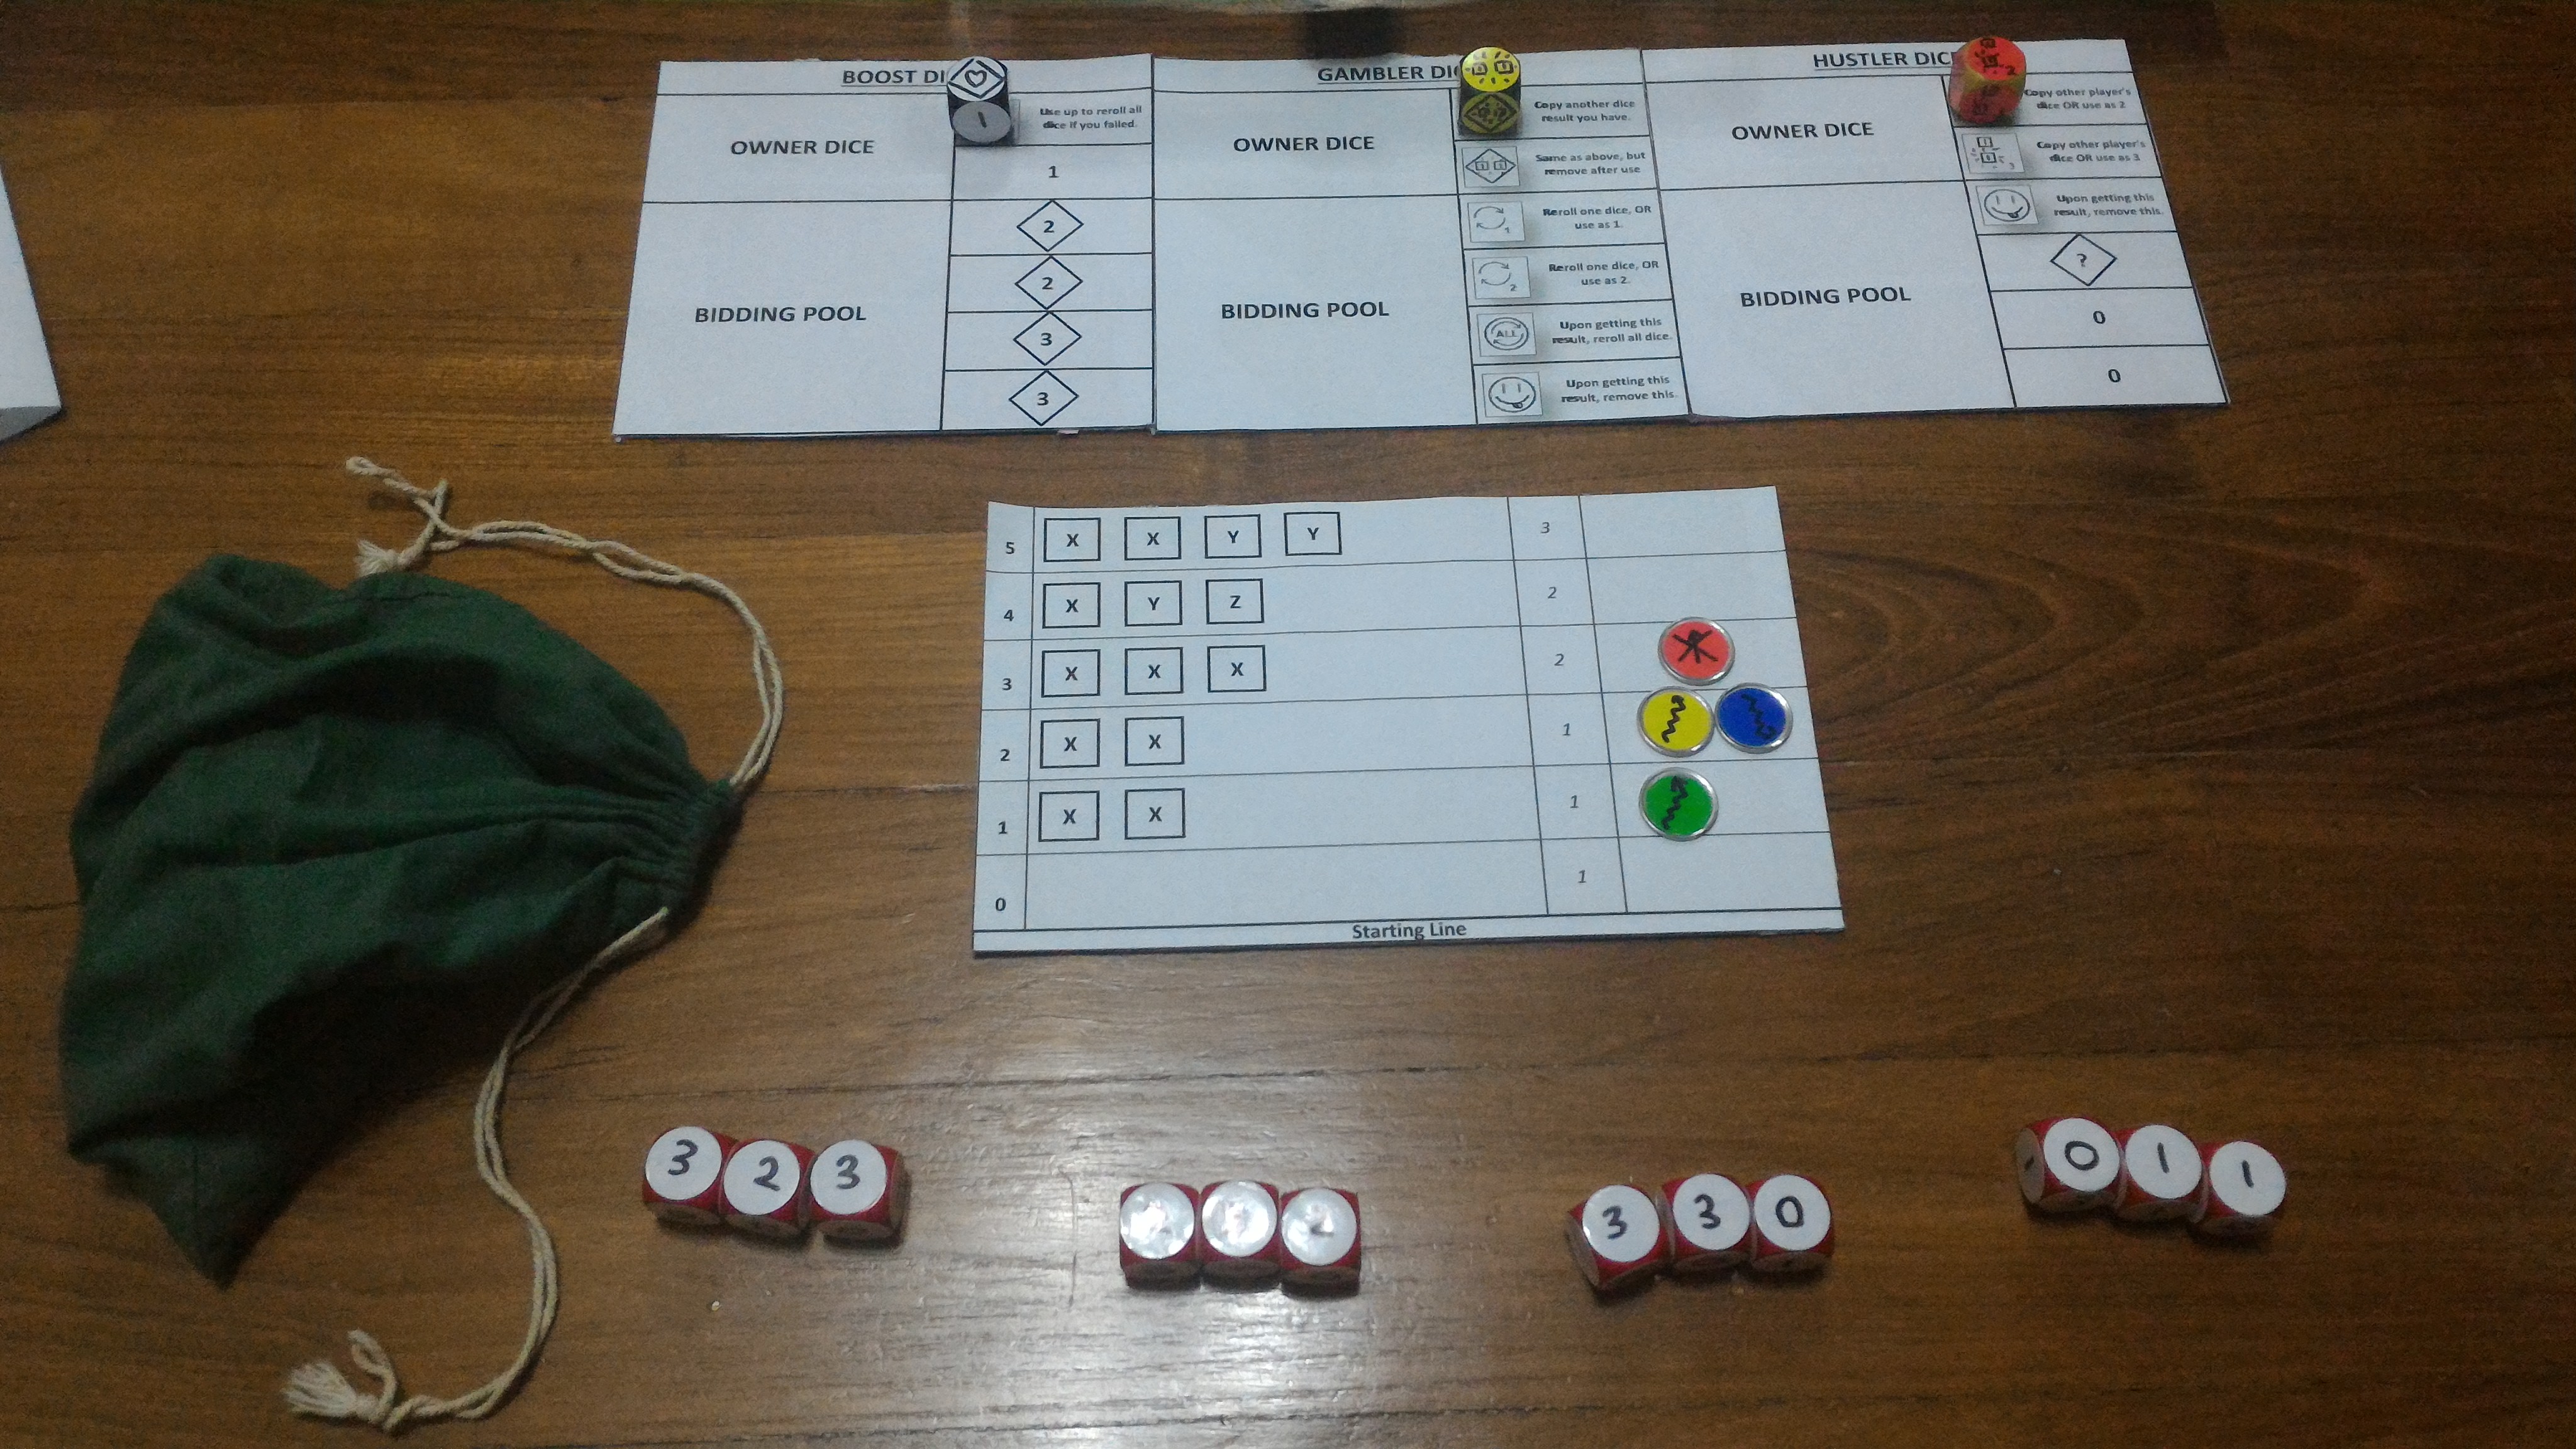 BOOST DI
OWNER DICE
Use up to reroll all
dice if you failed.
1
1
BIDDING POOL
2
2
3
3
GAMBLER DI
OWNER DICE
Copy another dice
result you have.
Same as above, but
remove after use
BIDDING POOL
1
Reroll one dice, OR
use as 1.
2
Reroll one dice, OR
use as 2.
ALL
Upon getting this
result, reroll all dice.
Upon getting this
result, remove this.
HUSTLER DIC
2
OWNER DICE
Copy other player's
dice OR use as 2
Copy other player's
dice OR use as 3
3
BIDDING POOL
Upon getting this
result, remove this.
?
0
0
5 X X Y Y 3
4 X Y Z 2
3 X X X 2
2 X X 1
1 X X 1
0 1
Starting Line
3 2 3
3 3 0
0 1 1